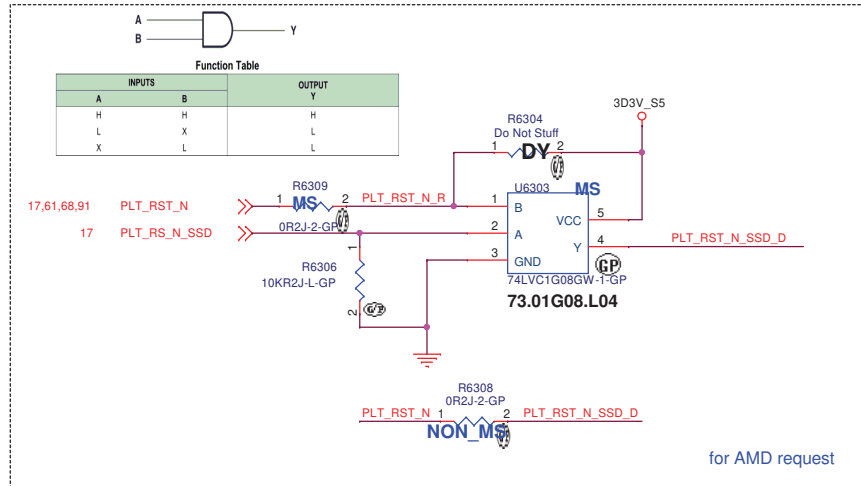 A
B
Y
Function Table
INPUTS OUTPUT
A B Y
H H H
L X L
X L L
3D3V_S5
R6304
Do Not Stuff
1 DY 2
R6309
17,61,68,91 PLT_RST_N 1 MS 2 PLT_RST_N_R
0R2J-2-GP
17 PLT_RS_N_SSD
U6303 MS
1 B
VCC 5
2 A
Y 4 PLT_RST_N_SSD_D
3 GND
GP
74LVC1G08GW-1-GP
73.01G08.L04
1
R6306
10KR2J-L-GP
2
G/P
R6308
0R2J-2-GP
PLT_RST_N 1 2 PLT_RST_N_SSD_D
NON_MS
for AMD request